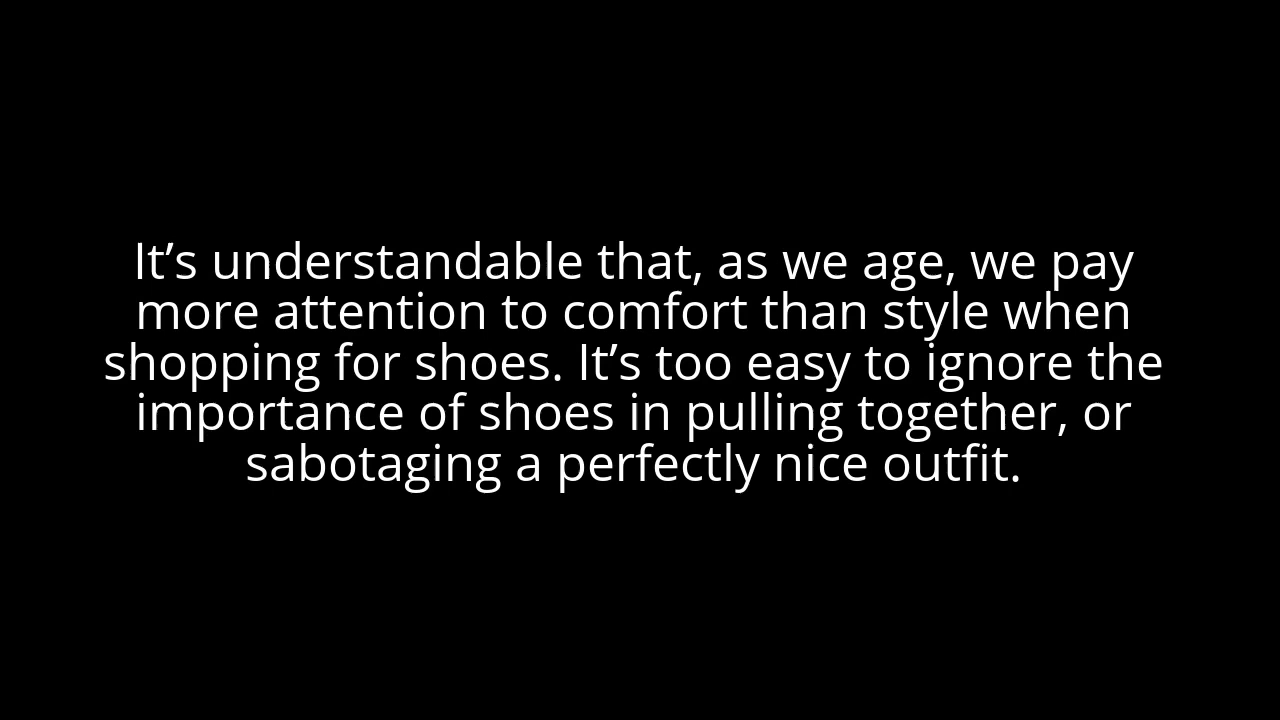 It’s understandable that, as we age, we pay
more attention to comfort than style when
shopping for shoes. It’s too easy to ignore the
importance of shoes in pulling together, or
sabotaging a perfectly nice outfit.